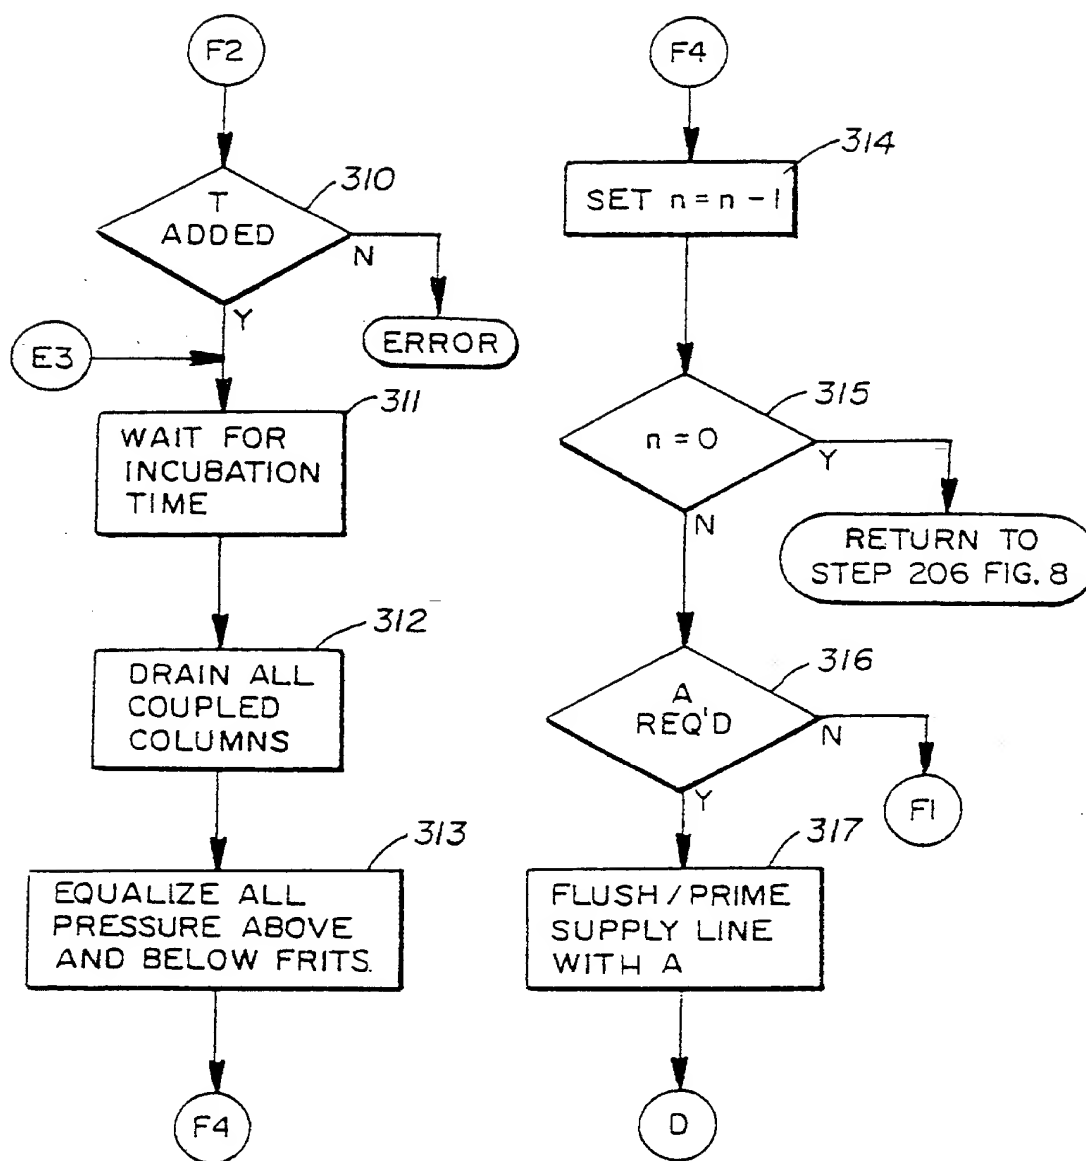 F2
310
T
ADDED
N
Y
ERROR
E3
311
WAIT FOR
INCUBATION
TIME
312
DRAIN ALL
COUPLED
COLUMNS
313
EQUALIZE ALL
PRESSURE ABOVE
AND BELOW FRITS.
F4
F4
314
SET n = n - 1
315
n = 0
Y
N
RETURN TO
STEP 206 FIG. 8
316
A
REQ'D
N
Y
F1
317
FLUSH / PRIME
SUPPLY LINE
WITH A
D